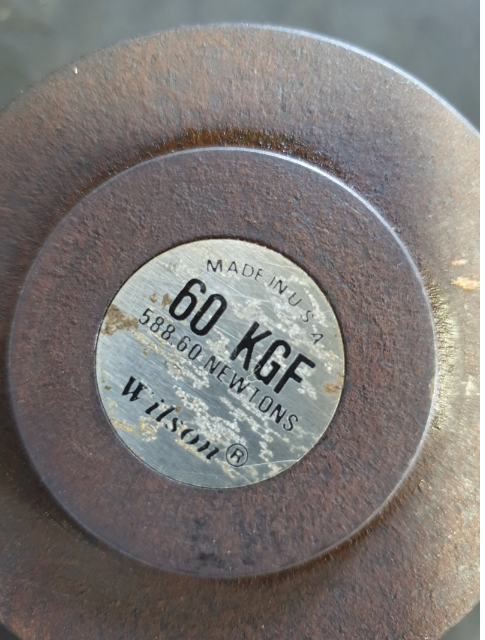 MADE IN U S A
60 KGF
588.60 NEWTONS
Wilson®